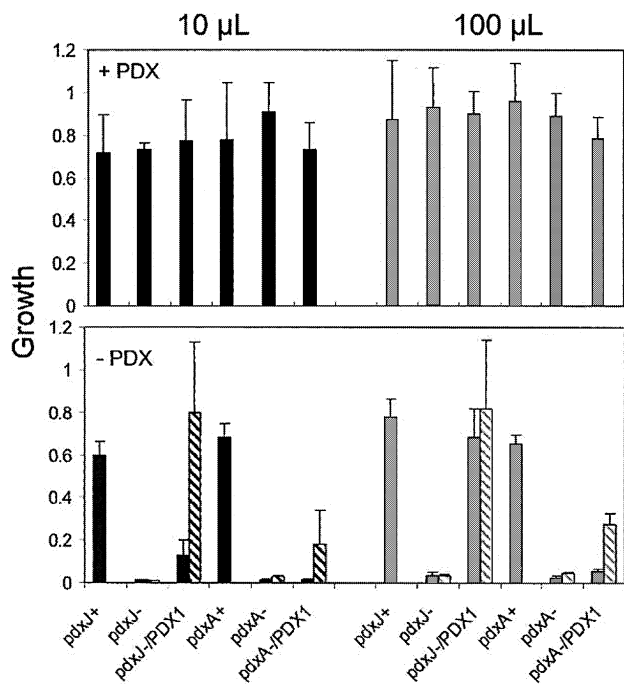 10 µL 100 µL
1.2
+ PDX
1
0.8
0.6
0.4
0.2
0
Growth
1.2
- PDX
1
0.8
0.6
0.4
0.2
0
pdxJ+ pdxJ- pdxJ-/PDX1 pdxA+ pdxA- pdxA-/PDX1 pdxJ+ pdxJ- pdxJ-/PDX1 pdxA+ pdxA- pdxA-/PDX1